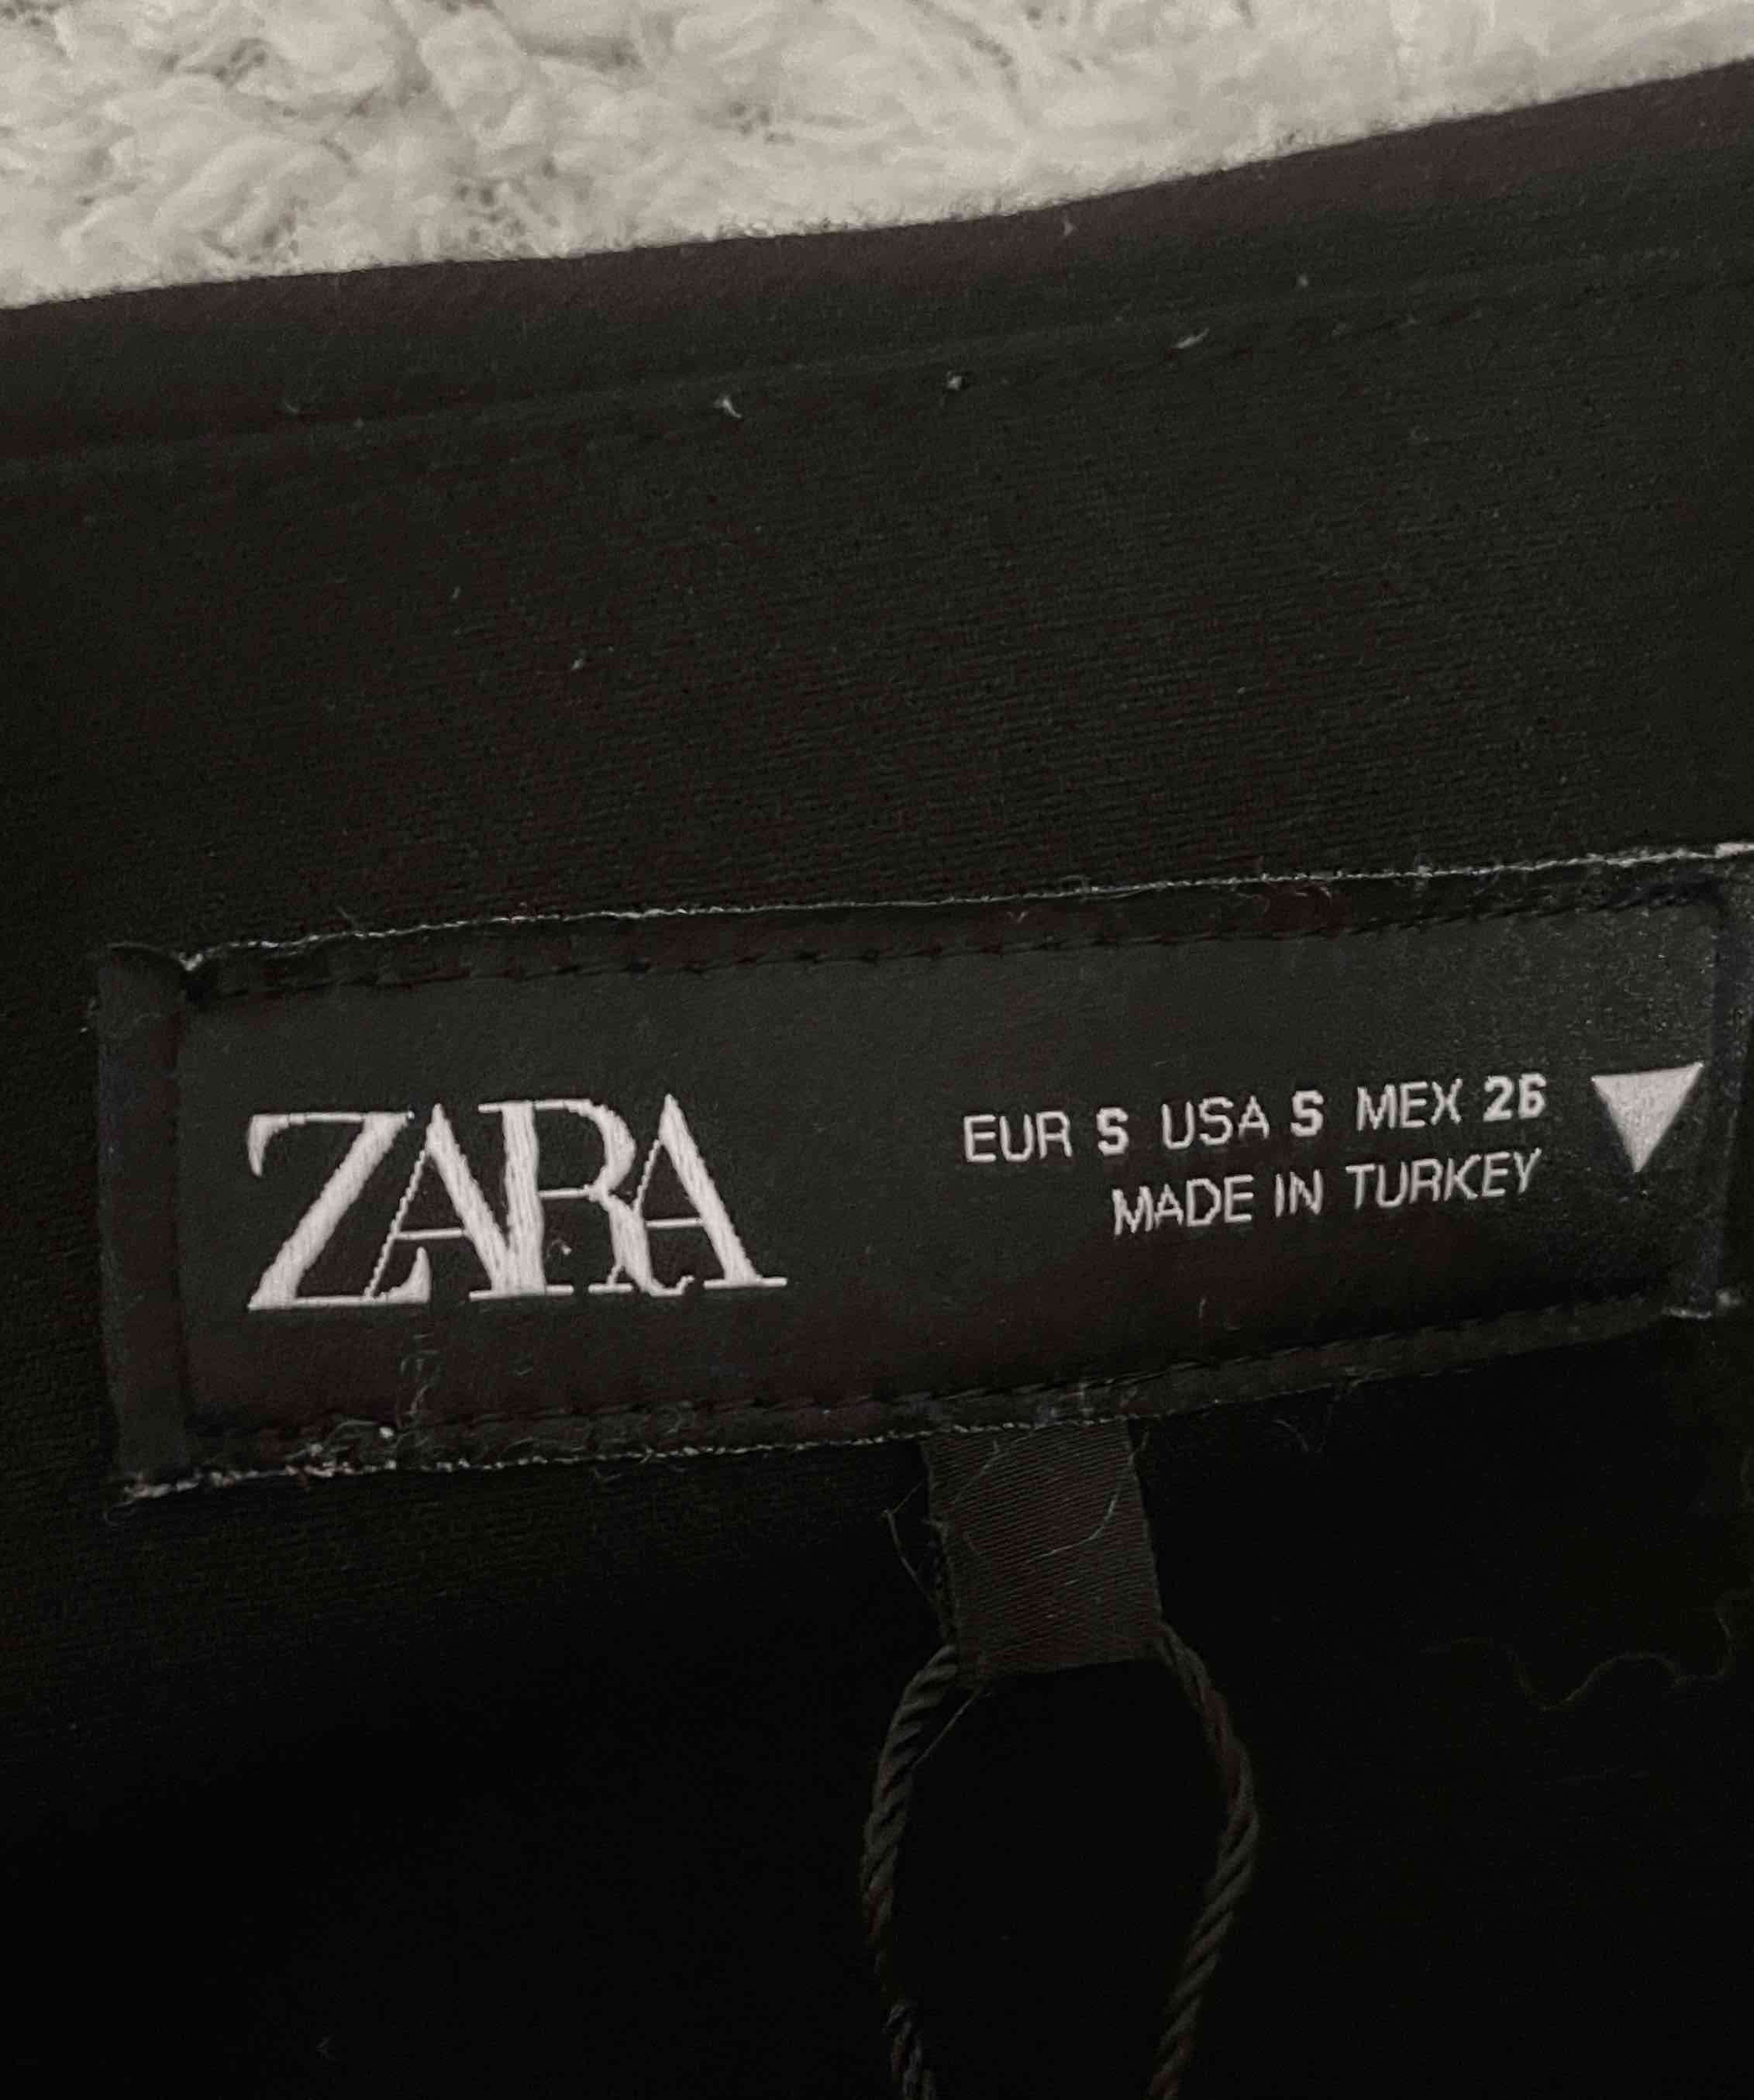 ZARA
EUR S USA S MEX 26
MADE IN TURKEY